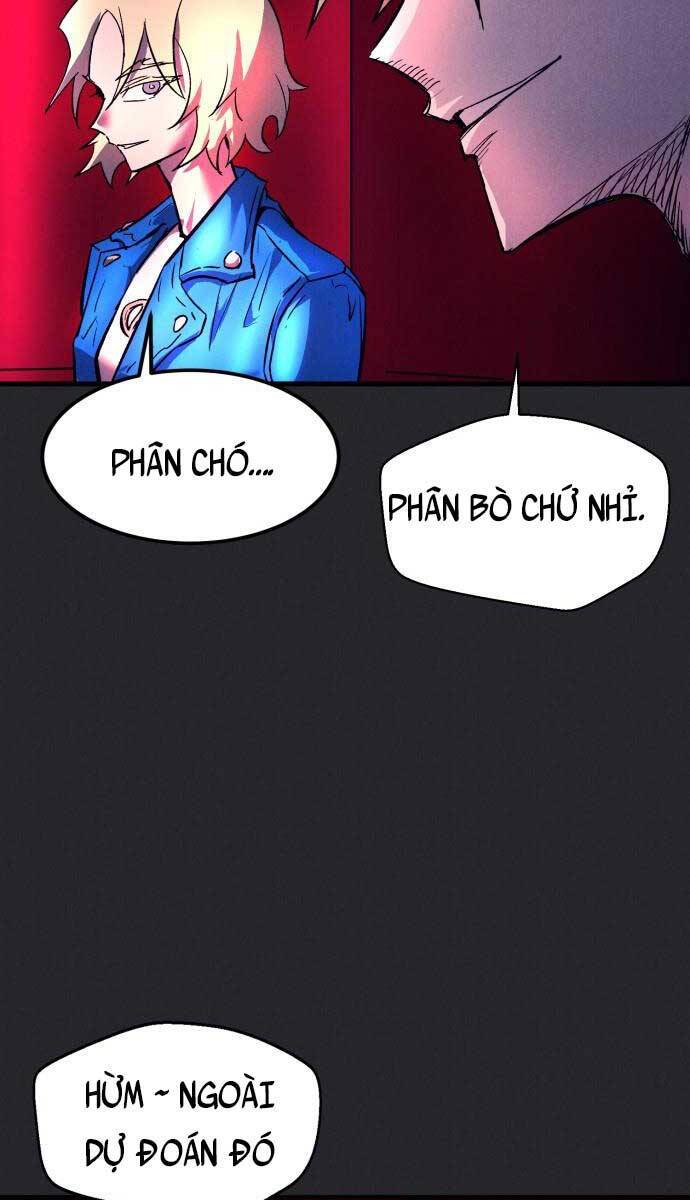 PHÂN CHÓ....
PHÂN BÒ CHỨ NHỈ.
HỪM ~ NGOÀI
DỰ ĐOÁN ĐÓ